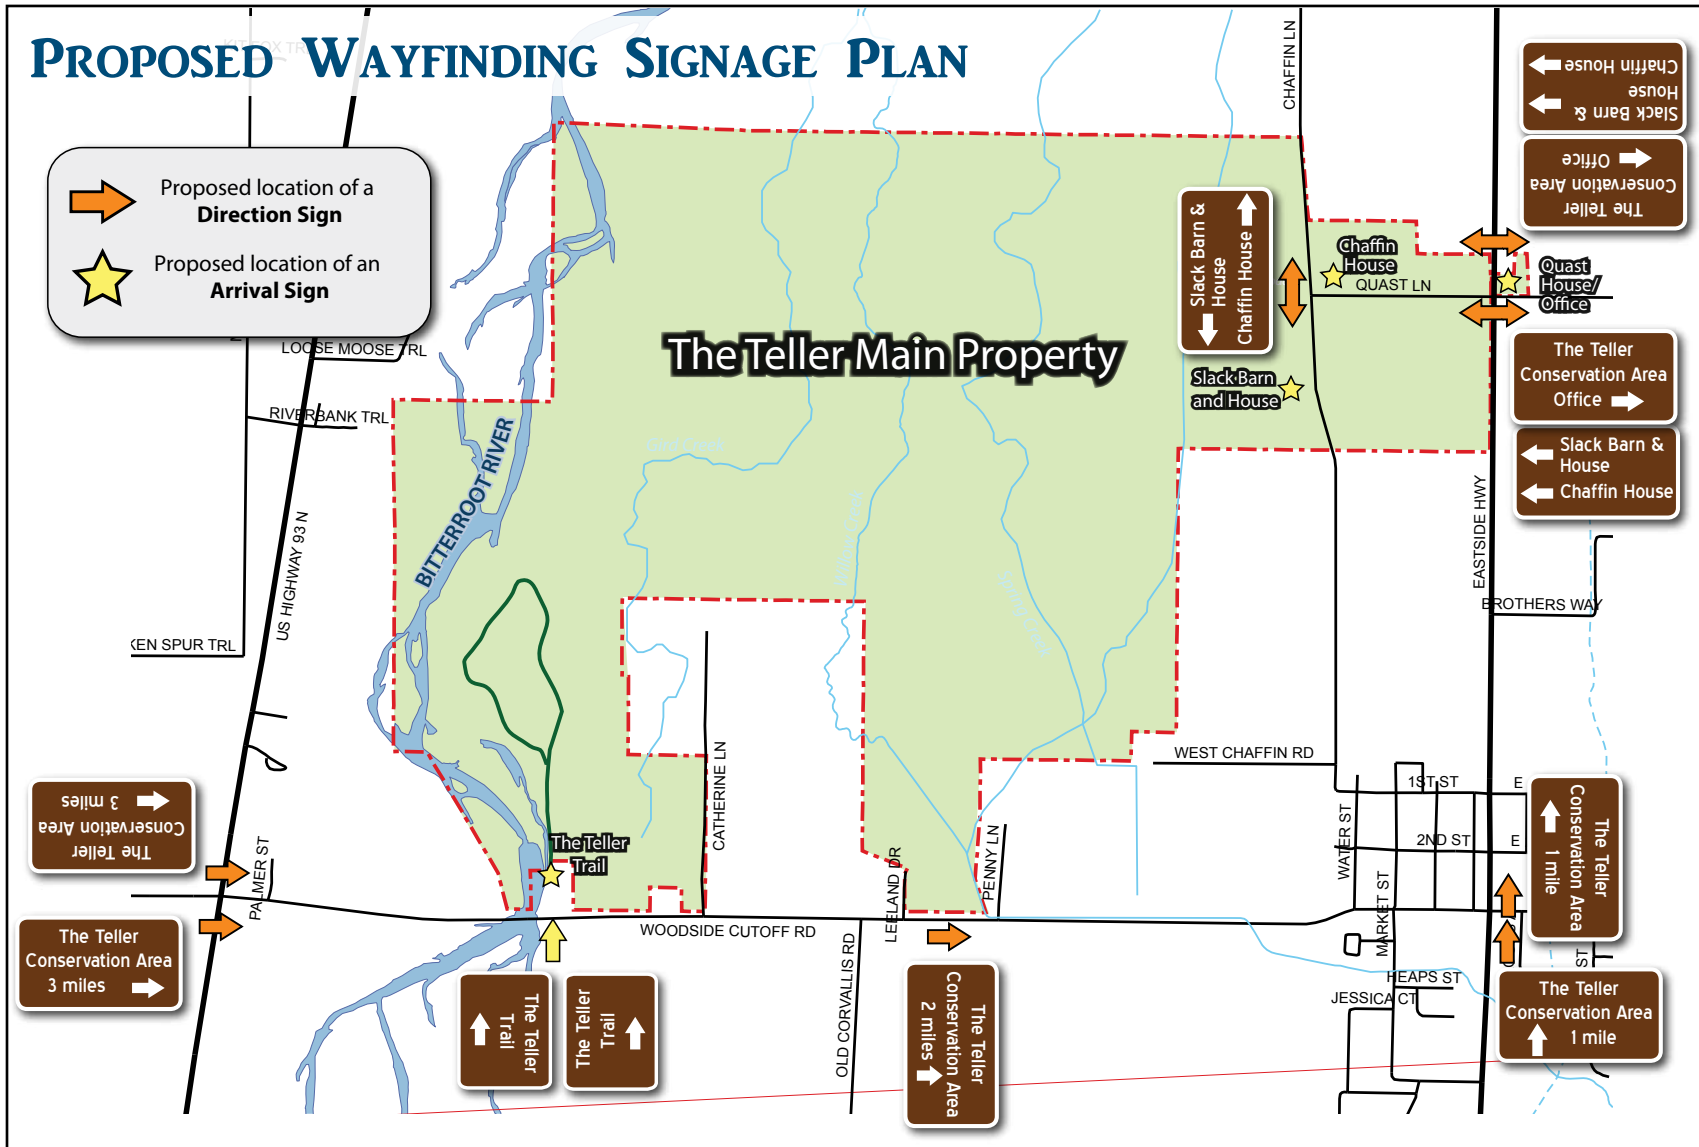 PROPOSED WAYFINDING SIGNAGE PLAN
Proposed location of a
Direction Sign
Proposed location of an
Arrival Sign
LOOSE MOOSE TRL
RIVERBANK TRL
US HIGHWAY 93 N
KEN SPUR TRL
BITTERROOT RIVER
The Teller Main Property
CHAFFIN LN
Chaffin House
Slack Barn &
House
The Teller
Conservation Area
Office
Slack Barn &
House
Chaffin House
Chaffin
House
QUAST LN
Quast
House/
Office
Slack Barn
and House
The Teller
Conservation Area
Office
Slack Barn &
House
Chaffin House
EASTSIDE HWY
BROTHERS WAY
WEST CHAFFIN RD
1ST ST
E
2ND ST
E
WATER ST
MARKET ST
HEAPS ST
JESSICA CT
ST
The Teller
Conservation Area
1 mile
The Teller
Conservation Area
1 mile
The Teller
Conservation Area
3 miles
The Teller
Conservation Area
3 miles
PALMER ST
The Teller
Trail
CATHERINE LN
WOODSIDE CUTOFF RD
OLD CORVALLIS RD
LEELAND DR
PENNY LN
The Teller
Trail
The Teller
Trail
The Teller
Conservation Area
2 miles